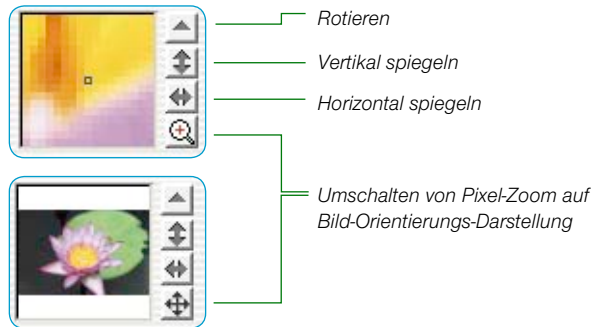 Rotieren
Vertikal spiegeln
Horizontal spiegeln
Umschalten von Pixel-Zoom auf
Bild-Orientierungs-Darstellung